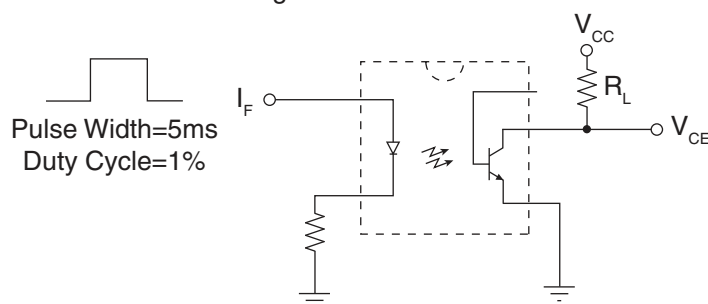 V_CC
R_L
I_F
V_CE
Pulse Width=5ms
Duty Cycle=1%